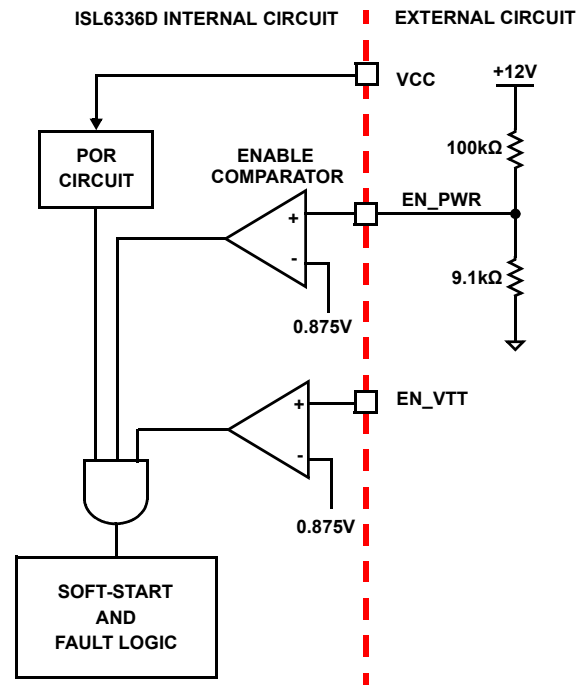 ISL6336D INTERNAL CIRCUIT
EXTERNAL CIRCUIT
VCC
+12V
POR
CIRCUIT
ENABLE
COMPARATOR
100kΩ
EN_PWR
+
-
9.1kΩ
0.875V
EN_VTT
+
-
0.875V
SOFT-START
AND
FAULT LOGIC